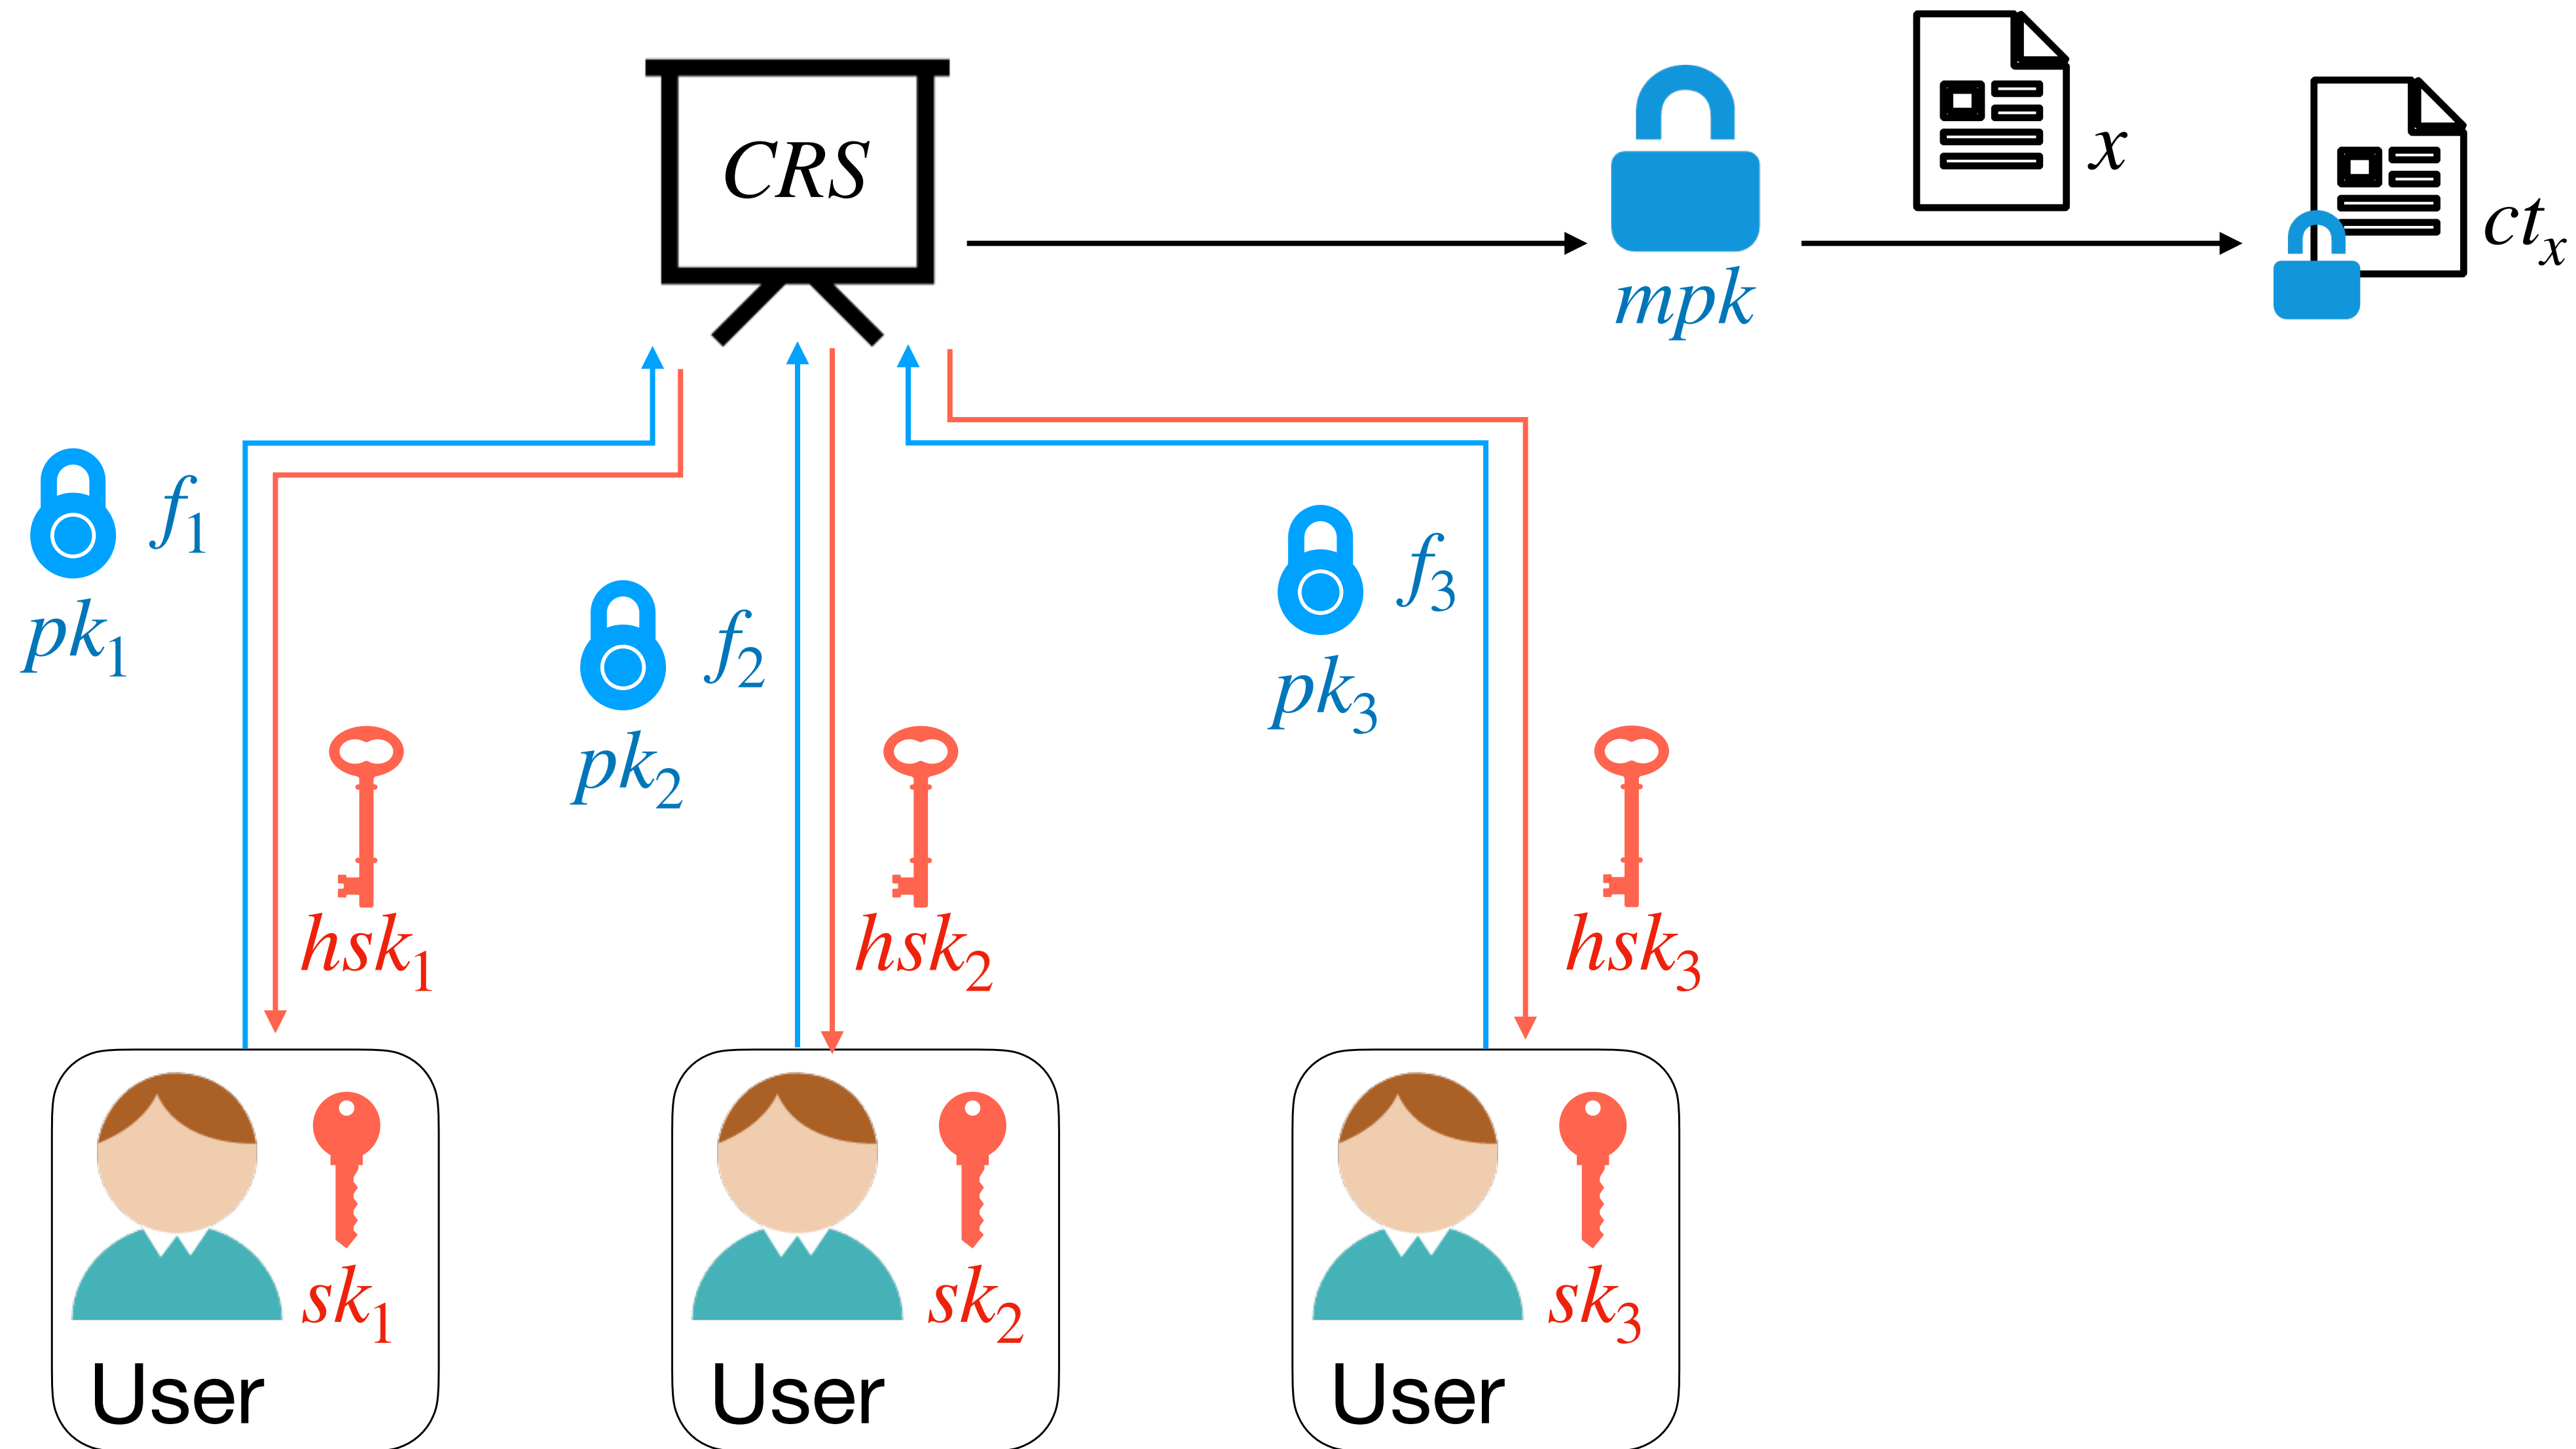 CRS
x
ct_x
mpk
f_1
pk_1
f_2
pk_2
f_3
pk_3
hsk_1
hsk_2
hsk_3
sk_1
sk_2
sk_3
User
User
User